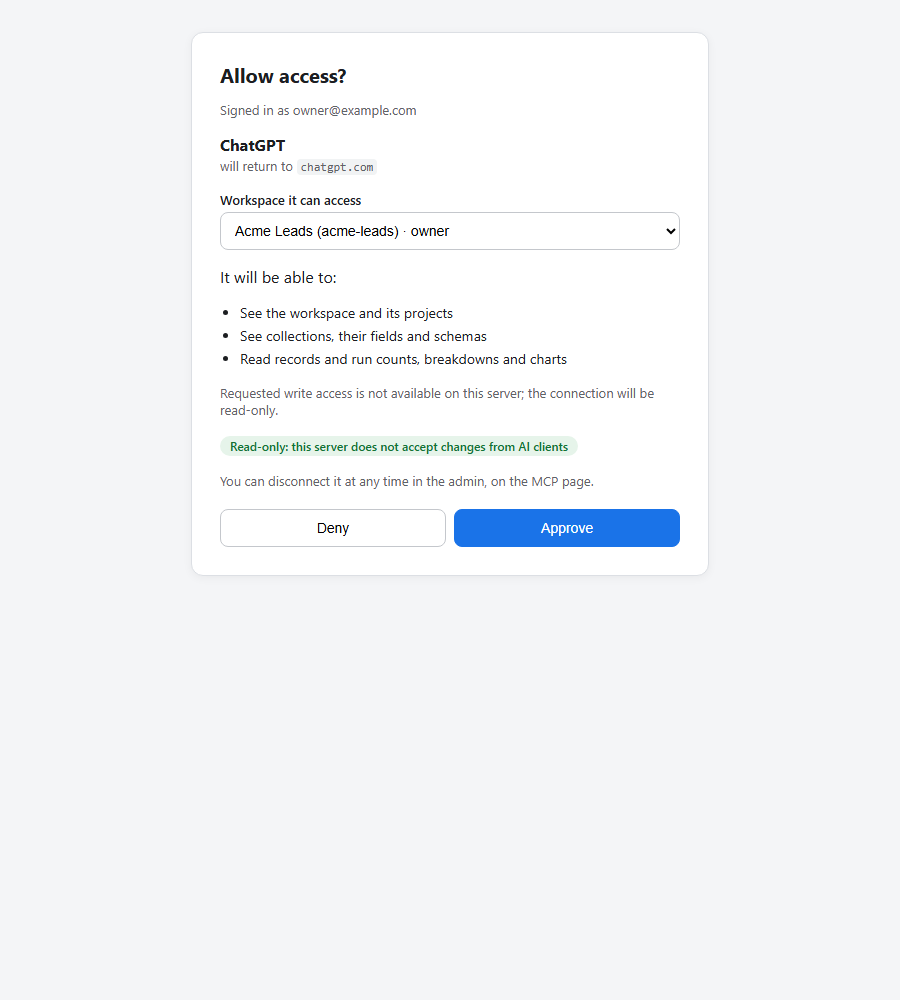 Allow access?
Signed in as owner@example.com
ChatGPT
will return to chatgpt.com
Workspace it can access
Acme Leads (acme-leads) · owner
It will be able to:
• See the workspace and its projects
• See collections, their fields and schemas
• Read records and run counts, breakdowns and charts
Requested write access is not available on this server; the connection will be
read-only.
Read-only: this server does not accept changes from AI clients
You can disconnect it at any time in the admin, on the MCP page.
Deny
Approve